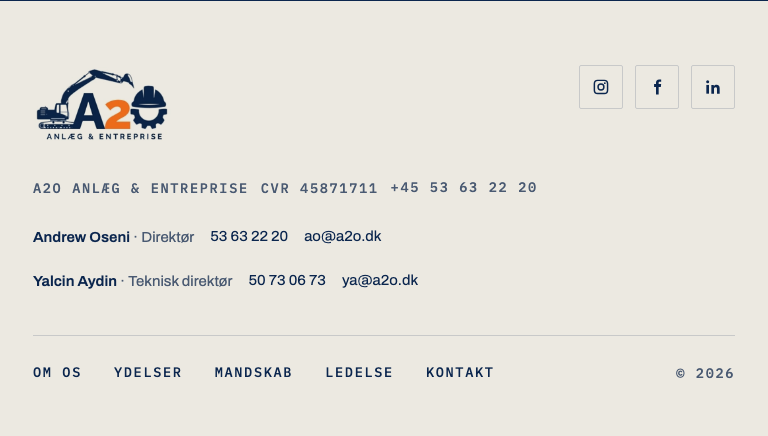 A2O
ANLÆG & ENTREPRISE
A2O ANLÆG & ENTREPRISE CVR 45871711 +45 53 63 22 20
Andrew Oseni · Direktør 53 63 22 20 ao@a2o.dk
Yalcin Aydin · Teknisk direktør 50 73 06 73 ya@a2o.dk
OM OS YDELSER MANDSKAB LEDELSE KONTAKT © 2026